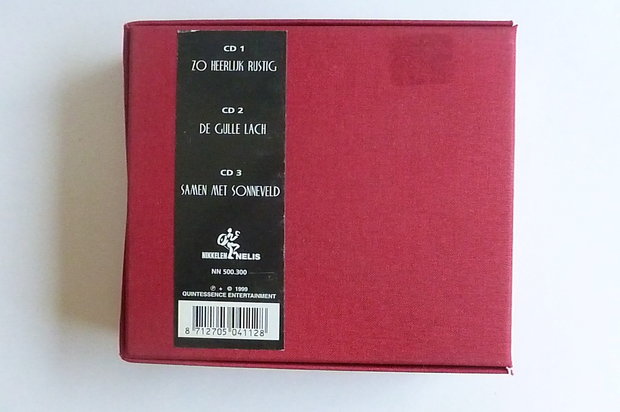 CD 1
ZO HEERLIJK RUSTIG
CD 2
DE GULLE LACH
CD 3
SAMEN MET SONNEVELD
NIKKELEN NELIS
NN 500.300
℗ + © 1999
QUINTESSENCE ENTERTAINMENT
8 712705 041128